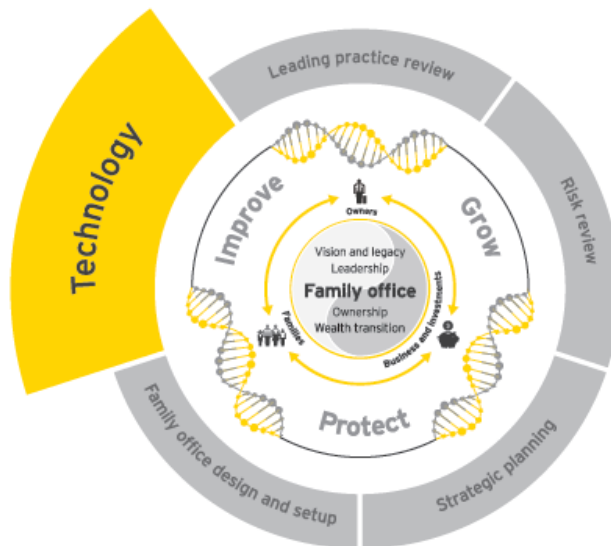 Leading practice review
Technology
Risk review
Improve
Grow
Owners
Vision and legacy
Leadership
Family office
Ownership
Wealth transition
Families
Business and investments
Protect
Family office design and setup
Strategic planning